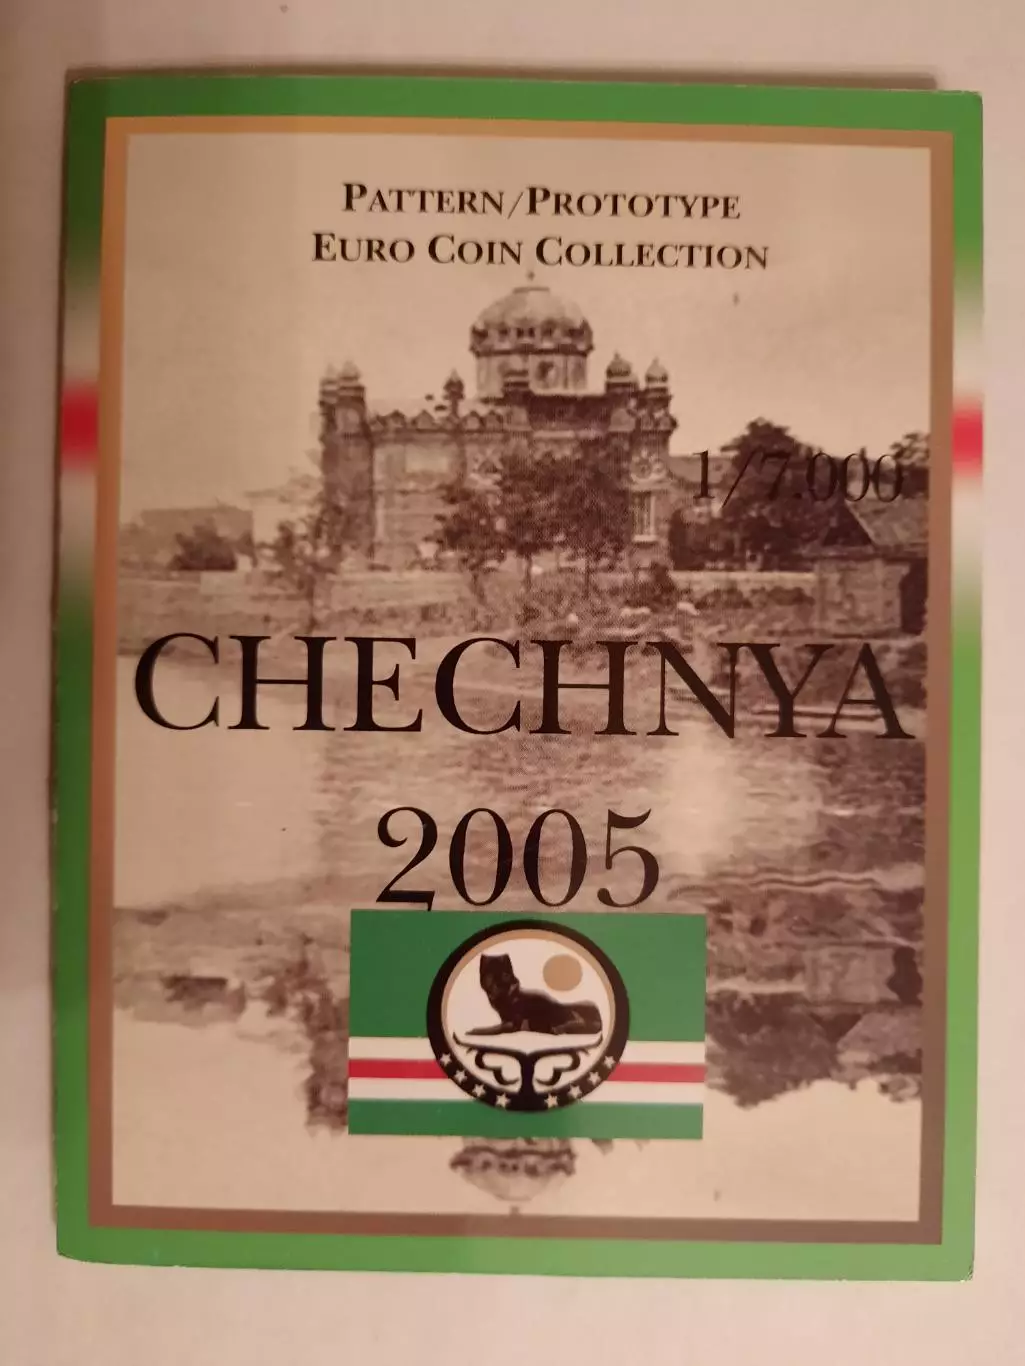 PATTERN/PROTOTYPE
EURO COIN COLLECTION
1/7.000
CHECHNYA
2005